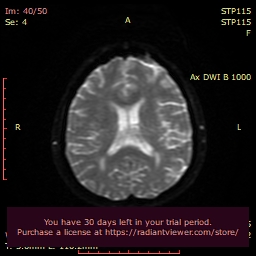 Im: 40/50
Se: 4
A
STP115
STP115
F
Ax DWI B 1000
R
L
You have 30 days left in your trial period.
Purchase a license at https://radiantviewer.com/store/